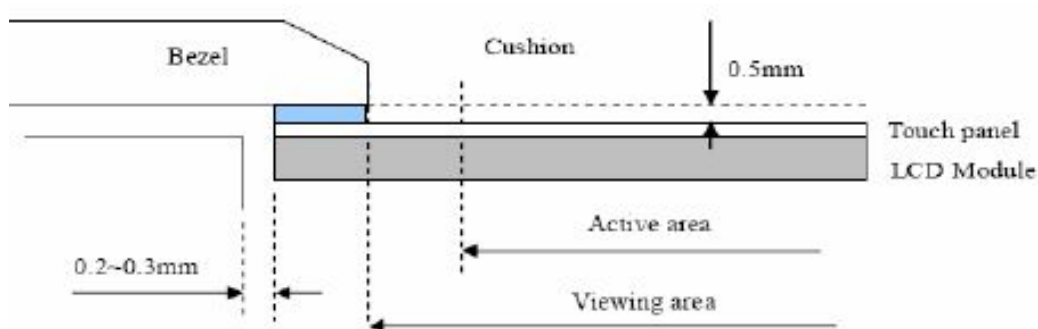 Cushion
Bezel
0.5mm
Touch panel
LCD Module
Active area
0.2~0.3mm
Viewing area